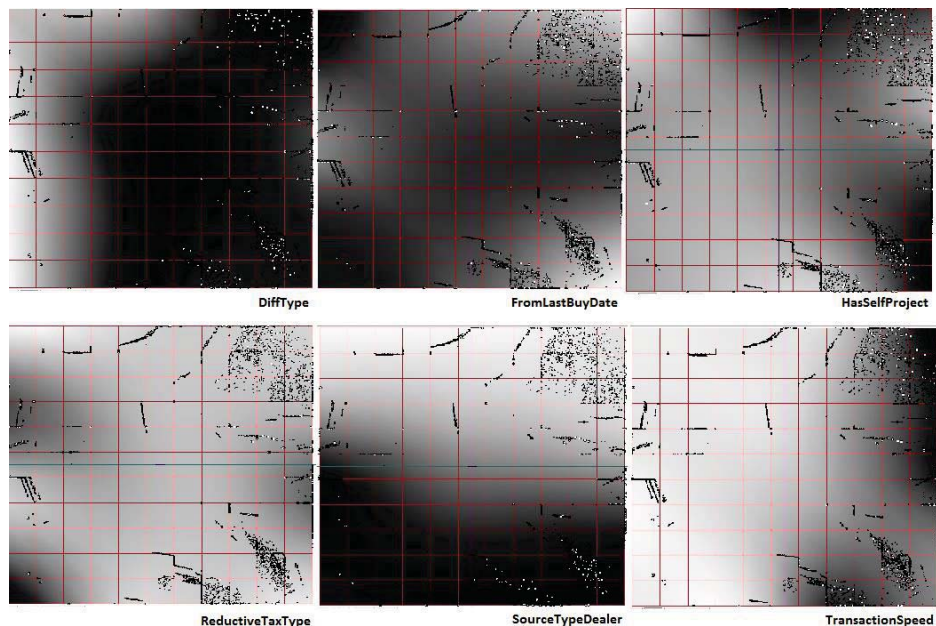 DiffType
FromLastBuyDate
HasSelfProject
ReductiveTaxType
SourceTypeDealer
TransactionSpeed